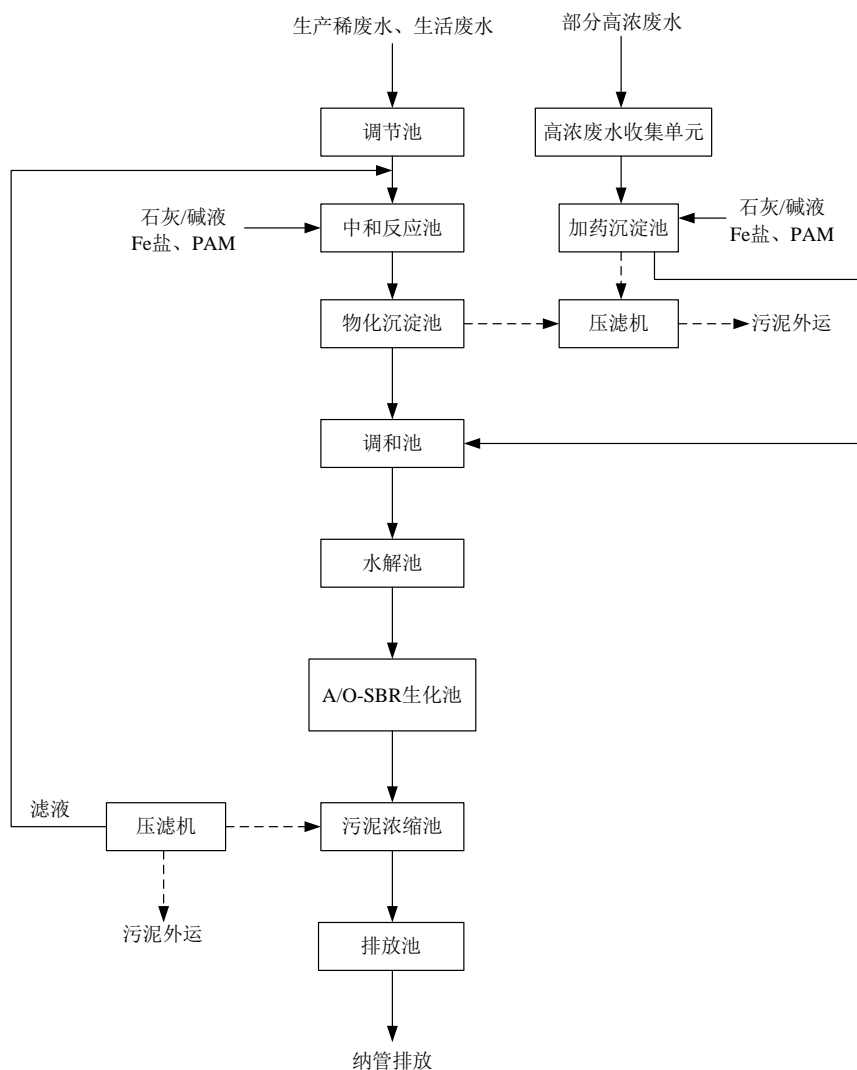 生产稀废水、生活废水
部分高浓废水
调节池
高浓废水收集单元
石灰/碱液
Fe盐、PAM
中和反应池
加药沉淀池
石灰/碱液
Fe盐、PAM
物化沉淀池
压滤机
污泥外运
调和池
水解池
A/O-SBR生化池
滤液
压滤机
污泥浓缩池
污泥外运
排放池
纳管排放